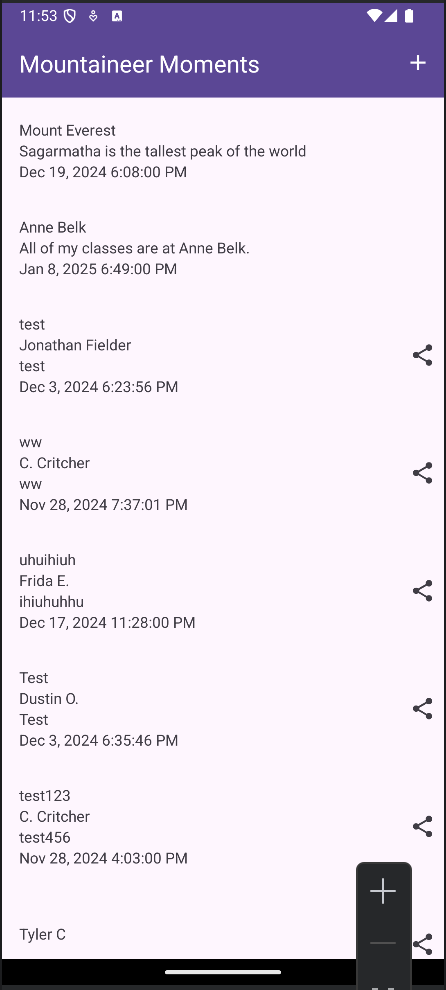 11:53
Mountaineer Moments
Mount Everest
Sagarmatha is the tallest peak of the world
Dec 19, 2024 6:08:00 PM
Anne Belk
All of my classes are at Anne Belk.
Jan 8, 2025 6:49:00 PM
test
Jonathan Fielder
test
Dec 3, 2024 6:23:56 PM
ww
C. Critcher
ww
Nov 28, 2024 7:37:01 PM
uhuihiuh
Frida E.
ihiuhuhhu
Dec 17, 2024 11:28:00 PM
Test
Dustin O.
Test
Dec 3, 2024 6:35:46 PM
test123
C. Critcher
test456
Nov 28, 2024 4:03:00 PM
Tyler C